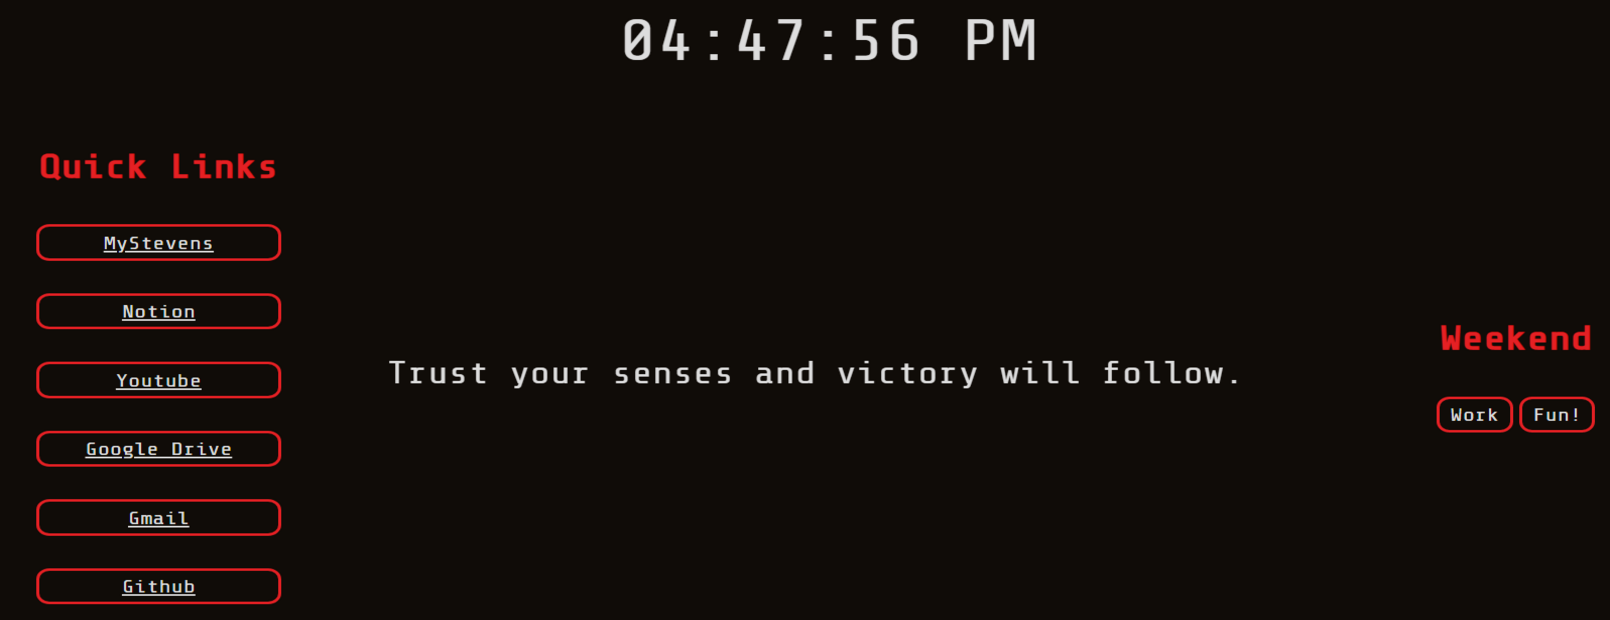 04:47:56 PM
Quick Links
MyStevens
Notion
Youtube
Google Drive
Gmail
Github
Trust your senses and victory will follow.
Weekend
Work
Fun!